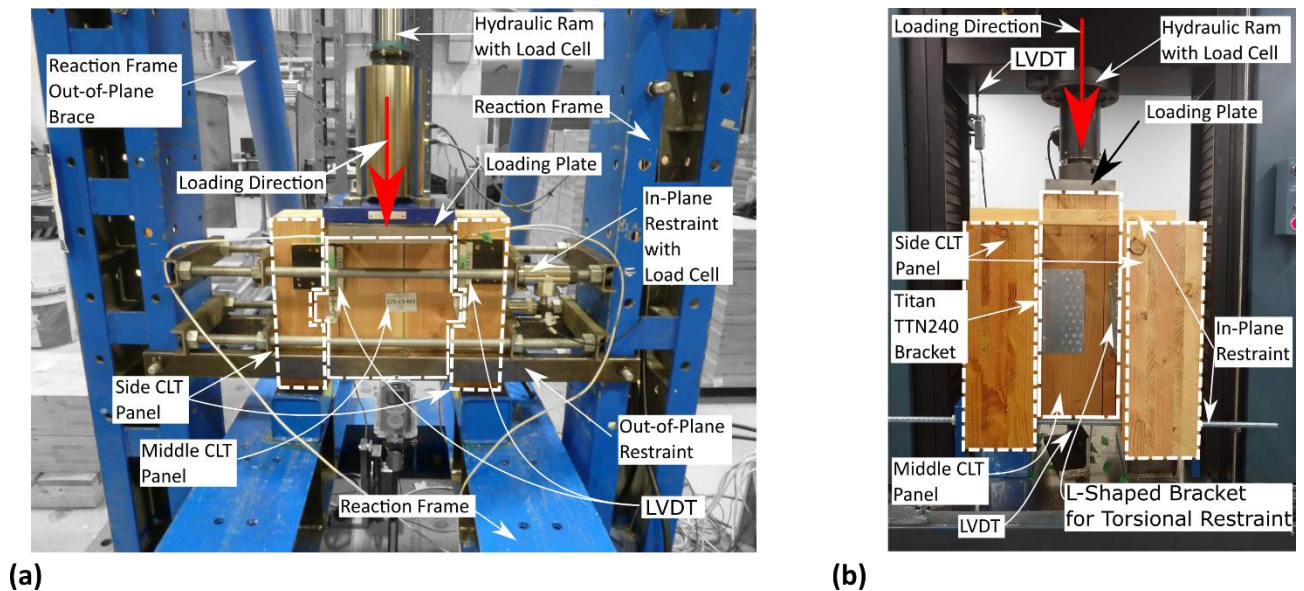 Hydraulic Ram
with Load Cell
Reaction Frame
Out-of-Plane
Brace
Reaction Frame
Loading Direction
Loading Plate
In-Plane
Restraint
with
Load Cell
Side CLT
Panel
Middle CLT
Panel
Out-of-Plane
Restraint
Reaction Frame
LVDT
(a)
Loading
Direction
Hydraulic Ram
with Load Cell
LVDT
Loading Plate
Side CLT
Panel
Titan
TTN240
Bracket
In-Plane
Restraint
Middle CLT
Panel
L-Shaped Bracket
for Torsional Restraint
LVDT
(b)